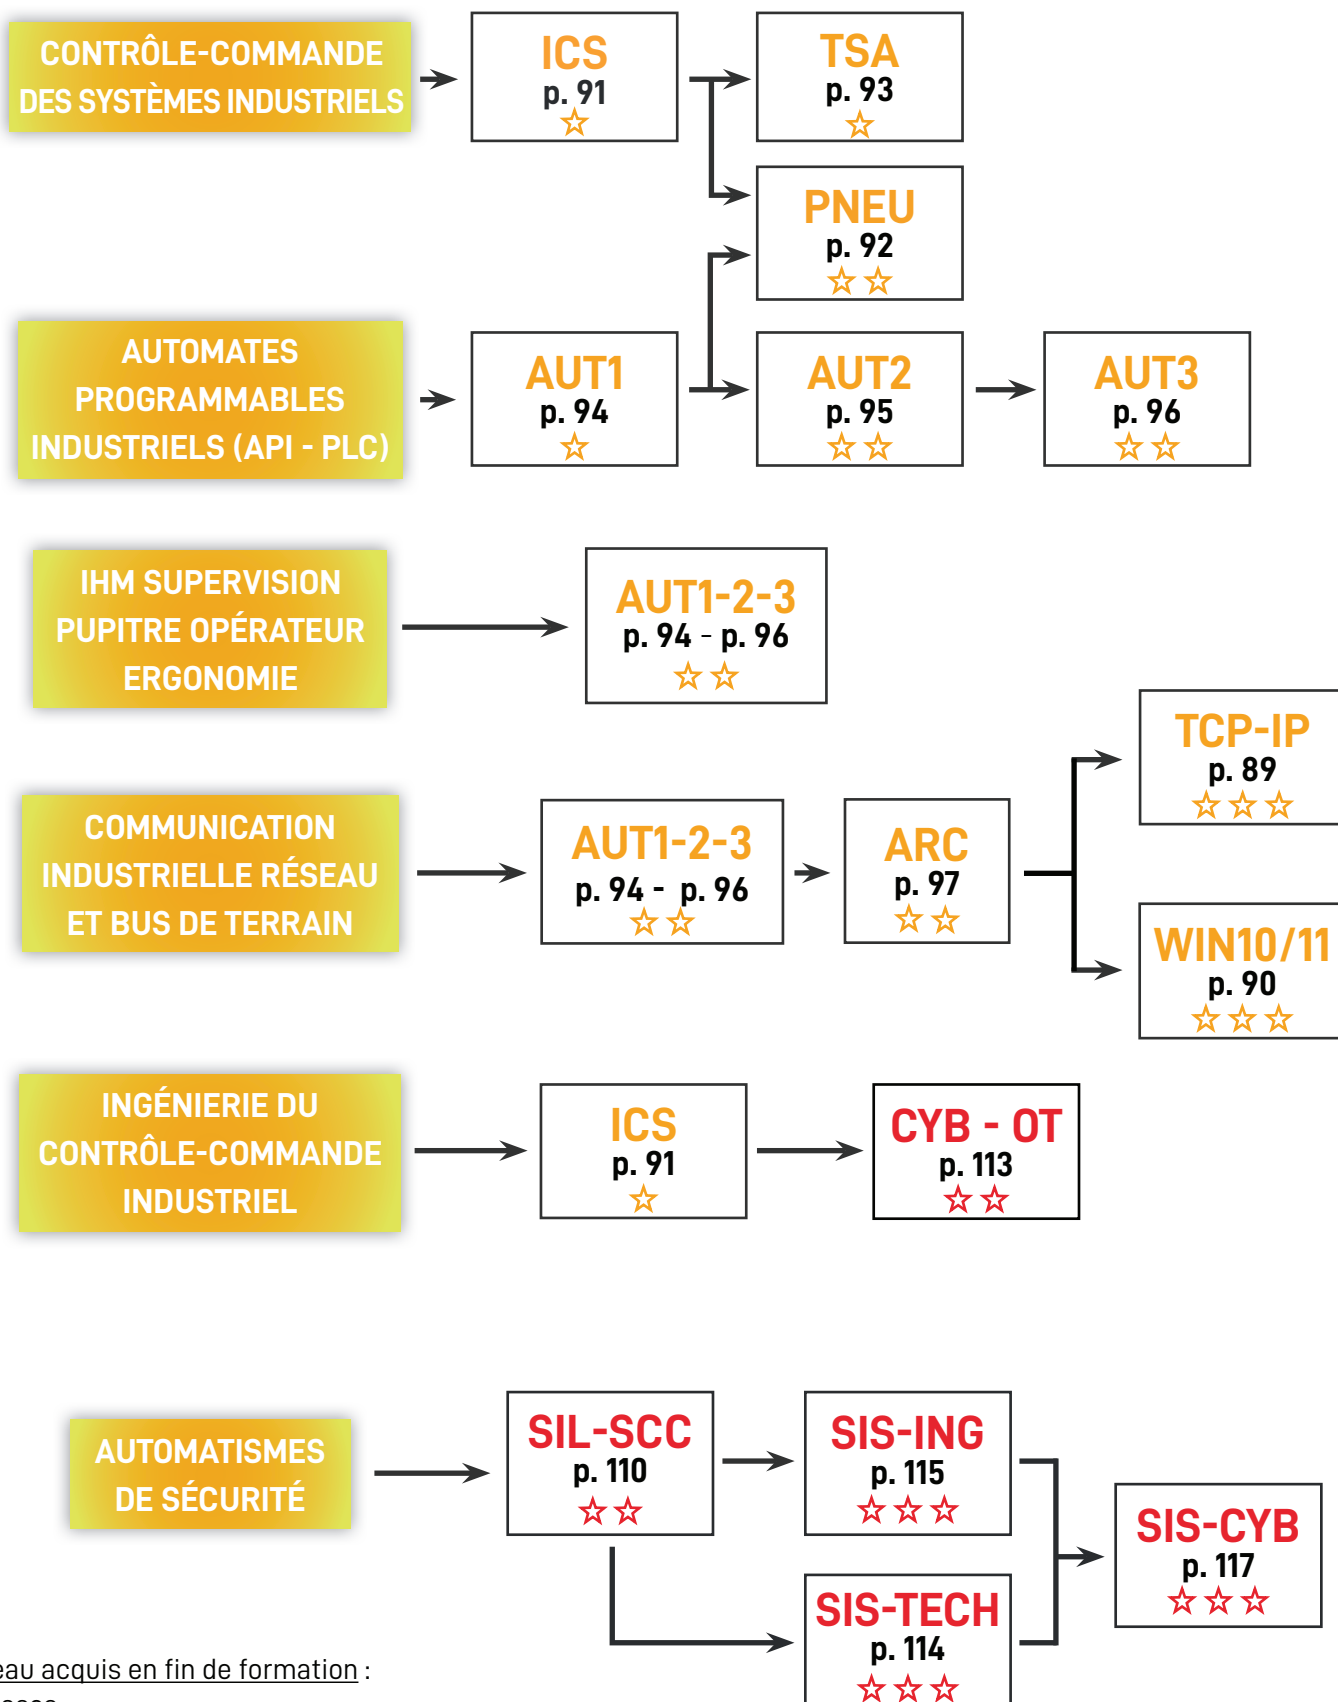 CONTRÔLE-COMMANDE
DES SYSTÈMES INDUSTRIELS
ICS
p. 91
TSA
p. 93
PNEU
p. 92
AUTOMATES
PROGRAMMABLES
INDUSTRIELS (API - PLC)
AUT1
p. 94
AUT2
p. 95
AUT3
p. 96
IHM SUPERVISION
PUPITRE OPÉRATEUR
ERGONOMIE
AUT1-2-3
p. 94 - p. 96
COMMUNICATION
INDUSTRIELLE RÉSEAU
ET BUS DE TERRAIN
AUT1-2-3
p. 94 - p. 96
ARC
p. 97
TCP-IP
p. 89
WIN10/11
p. 90
INGÉNIERIE DU
CONTRÔLE-COMMANDE
INDUSTRIEL
ICS
p. 91
CYB - OT
p. 113
AUTOMATISMES
DE SÉCURITÉ
SIL-SCC
p. 110
SIS-ING
p. 115
SIS-TECH
p. 114
SIS-CYB
p. 117
eau acquis en fin de formation :